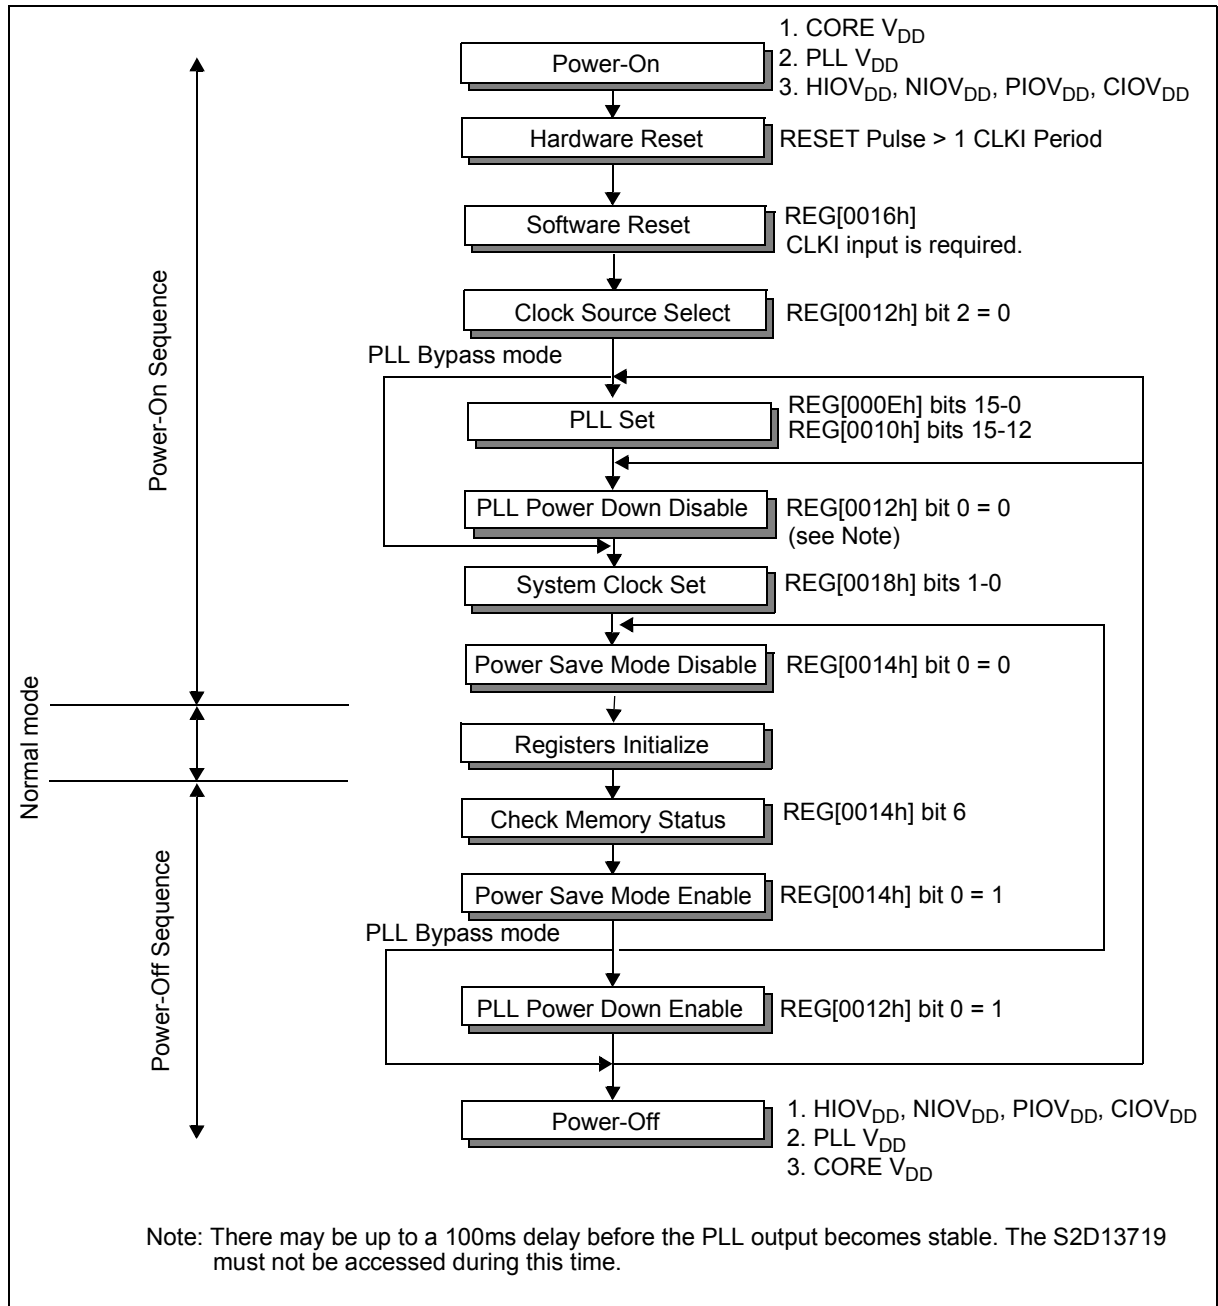 1. CORE VDD
Power-On
2. PLL VDD
3. HIOVDD, NIOVDD, PIOVDD, CIOVDD
Hardware Reset
RESET Pulse > 1 CLKI Period
Software Reset
REG[0016h]
CLKI input is required.
Clock Source Select
REG[0012h] bit 2 = 0
PLL Bypass mode
PLL Set
REG[000Eh] bits 15-0
REG[0010h] bits 15-12
PLL Power Down Disable
REG[0012h] bit 0 = 0
(see Note)
System Clock Set
REG[0018h] bits 1-0
Power Save Mode Disable
REG[0014h] bit 0 = 0
Power-On Sequence
Normal mode
Registers Initialize
Check Memory Status
REG[0014h] bit 6
Power Save Mode Enable
REG[0014h] bit 0 = 1
PLL Bypass mode
PLL Power Down Enable
REG[0012h] bit 0 = 1
Power-Off Sequence
Power-Off
1. HIOVDD, NIOVDD, PIOVDD, CIOVDD
2. PLL VDD
3. CORE VDD
Note: There may be up to a 100ms delay before the PLL output becomes stable. The S2D13719
must not be accessed during this time.